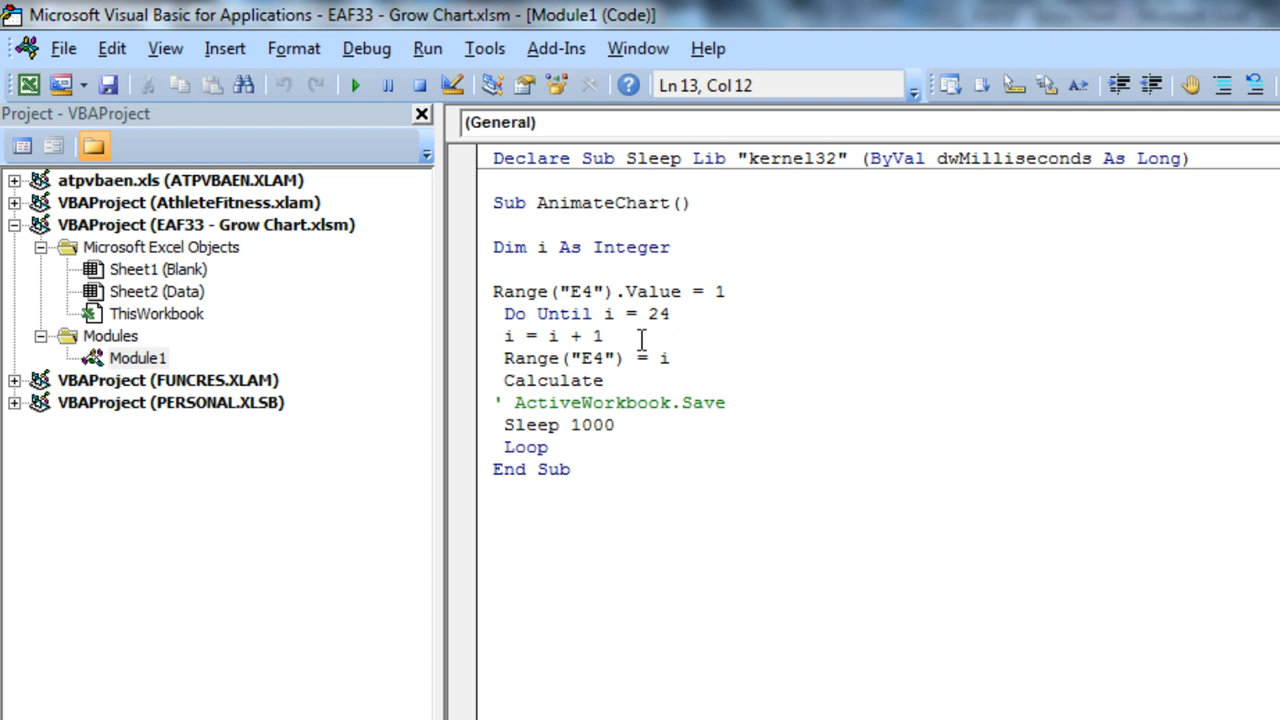 Microsoft Visual Basic for Applications - EAF33 - Grow Chart.xlsm - [Module1 (Code)]
File Edit View Insert Format Debug Run Tools Add-Ins Window Help
Ln 13, Col 12
Project - VBAProject
(General)
atpvbaen.xls (ATPVBAEN.XLAM)
VBAProject (AthleteFitness.xlam)
VBAProject (EAF33 - Grow Chart.xlsm)
Microsoft Excel Objects
Sheet1 (Blank)
Sheet2 (Data)
ThisWorkbook
Modules
Module1
VBAProject (FUNCRES.XLAM)
VBAProject (PERSONAL.XLSB)
Declare Sub Sleep Lib "kernel32" (ByVal dwMilliseconds As Long)
Sub AnimateChart()
Dim i As Integer
Range("E4").Value = 1
Do Until i = 24
i = i + 1
Range("E4") = i
Calculate
' ActiveWorkbook.Save
Sleep 1000
Loop
End Sub